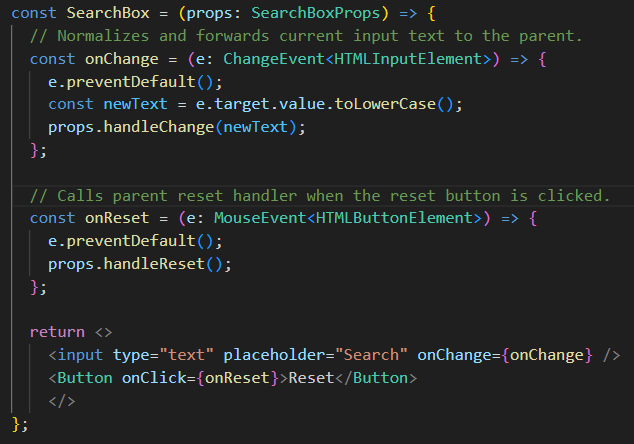 const SearchBox = (props: SearchBoxProps) => {
  // Normalizes and forwards current input text to the parent.
  const onChange = (e: ChangeEvent<HTMLInputElement>) => {
    e.preventDefault();
    const newText = e.target.value.toLowerCase();
    props.handleChange(newText);
  };

  // Calls parent reset handler when the reset button is clicked.
  const onReset = (e: MouseEvent<HTMLButtonElement>) => {
    e.preventDefault();
    props.handleReset();
  };

  return <>
    <input type="text" placeholder="Search" onChange={onChange} />
    <Button onClick={onReset}>Reset</Button>
    </>
};